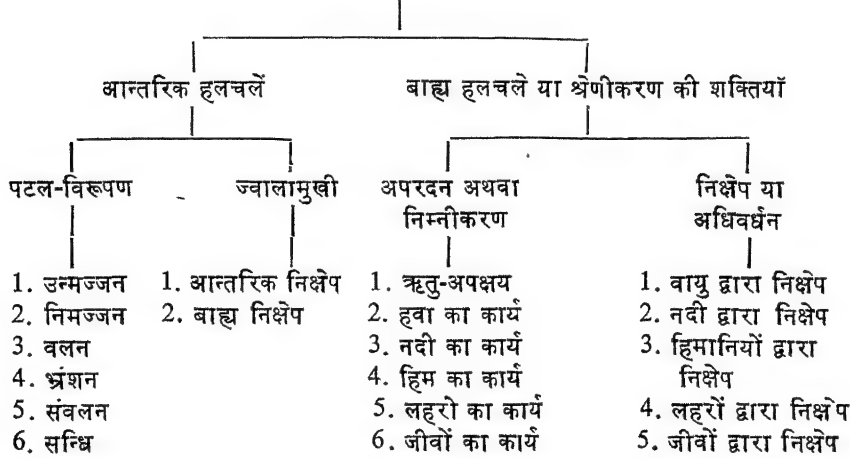 आन्तरिक हलचलें
बाह्य हलचले या श्रेणीकरण की शक्तियॉ
पटल-विरूपण
ज्वालामुखी
अपरदन अथवा
निम्नीकरण
निक्षेप या
अधिवर्धन
1. उन्मज्जन
2. निमज्जन
3. वलन
4. भ्रंशन
5. संवलन
6. सन्धि
1. आन्तरिक निक्षेप
2. बाह्य निक्षेप
1. ऋतु-अपक्षय
2. हवा का कार्य
3. नदी का कार्य
4. हिम का कार्य
5. लहरो का कार्य
6. जीवों का कार्य
1. वायु द्वारा निक्षेप
2. नदी द्वारा निक्षेप
3. हिमानियों द्वारा
निक्षेप
4. लहरों द्वारा निक्षेप
5. जीवों द्वारा निक्षेप